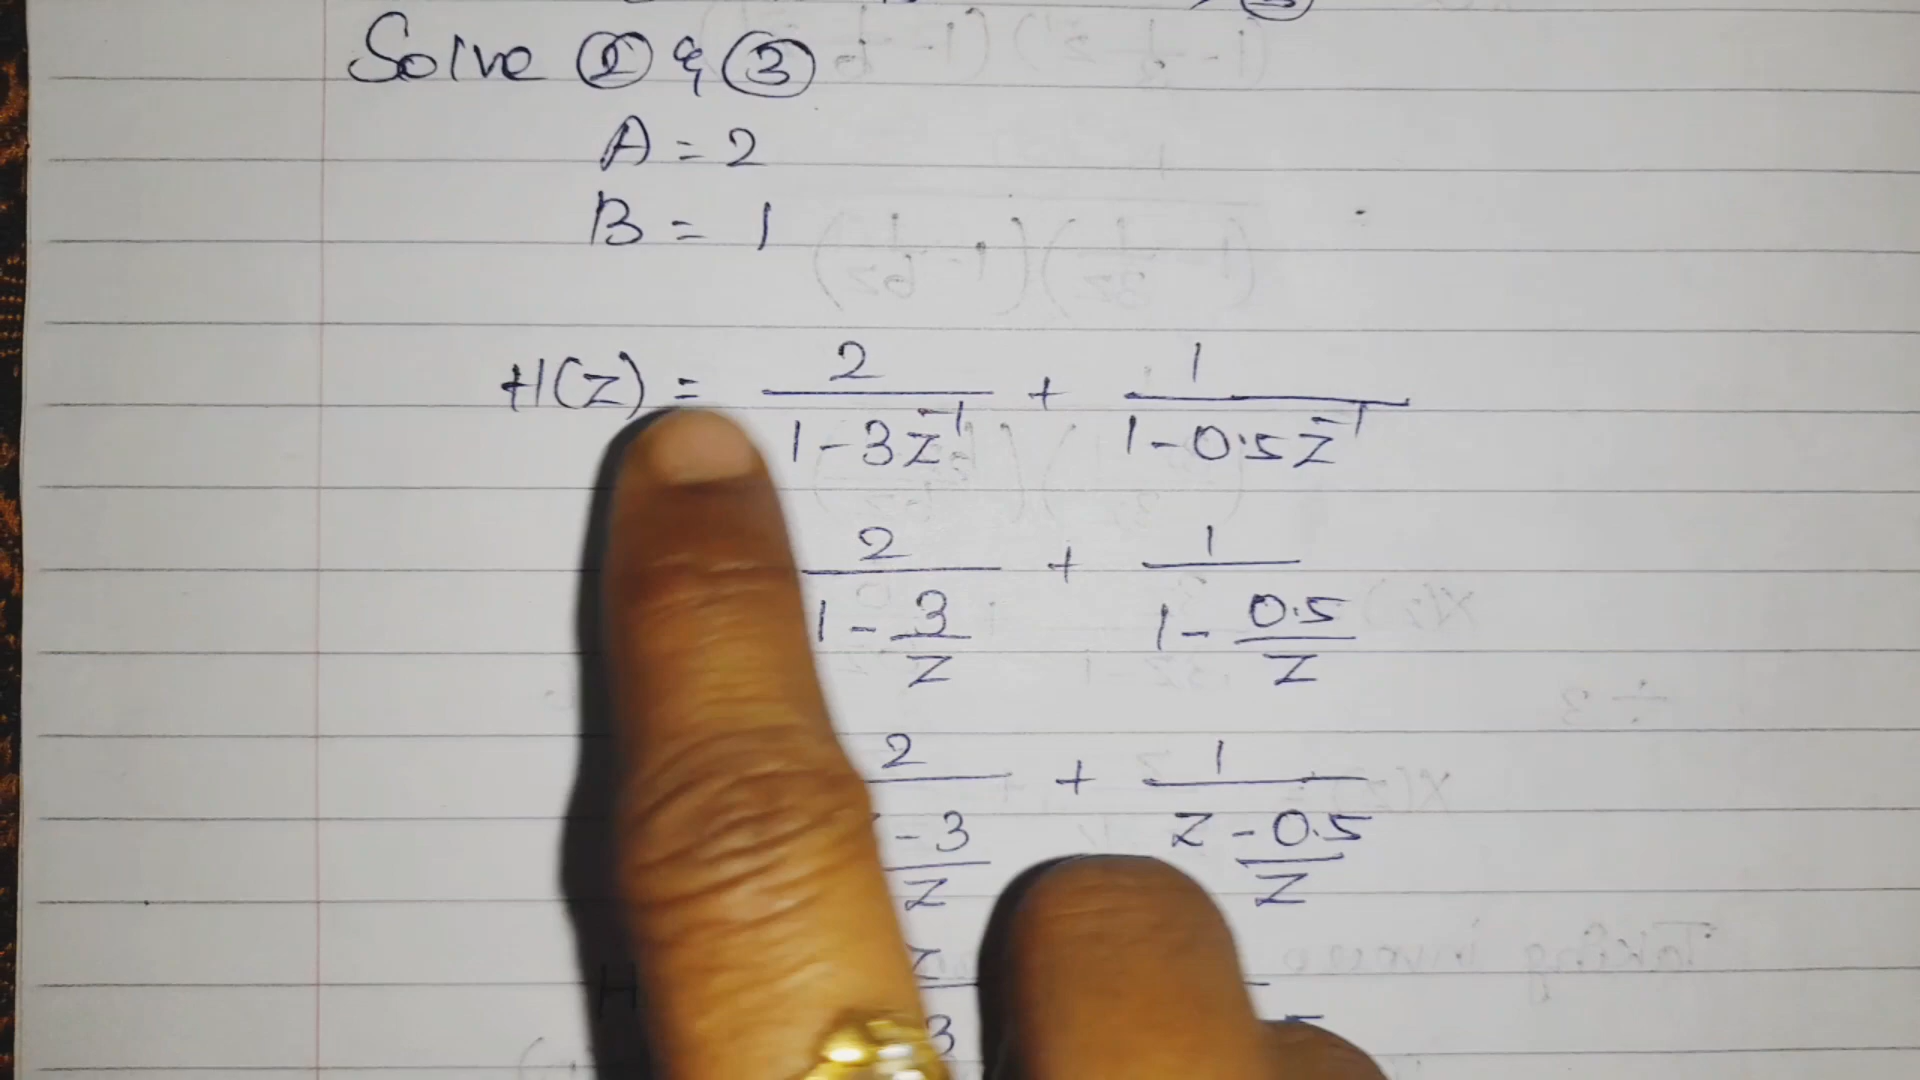 Solve ② & ③
A = 2
B = 1
H(z) = 2/(1-3z⁻¹) + 1/(1-0.5z⁻¹)
2/(1-3/z) + 1/(1-0.5/z)
2/(-3/z) + 1/(z-0.5/z)
H z
3